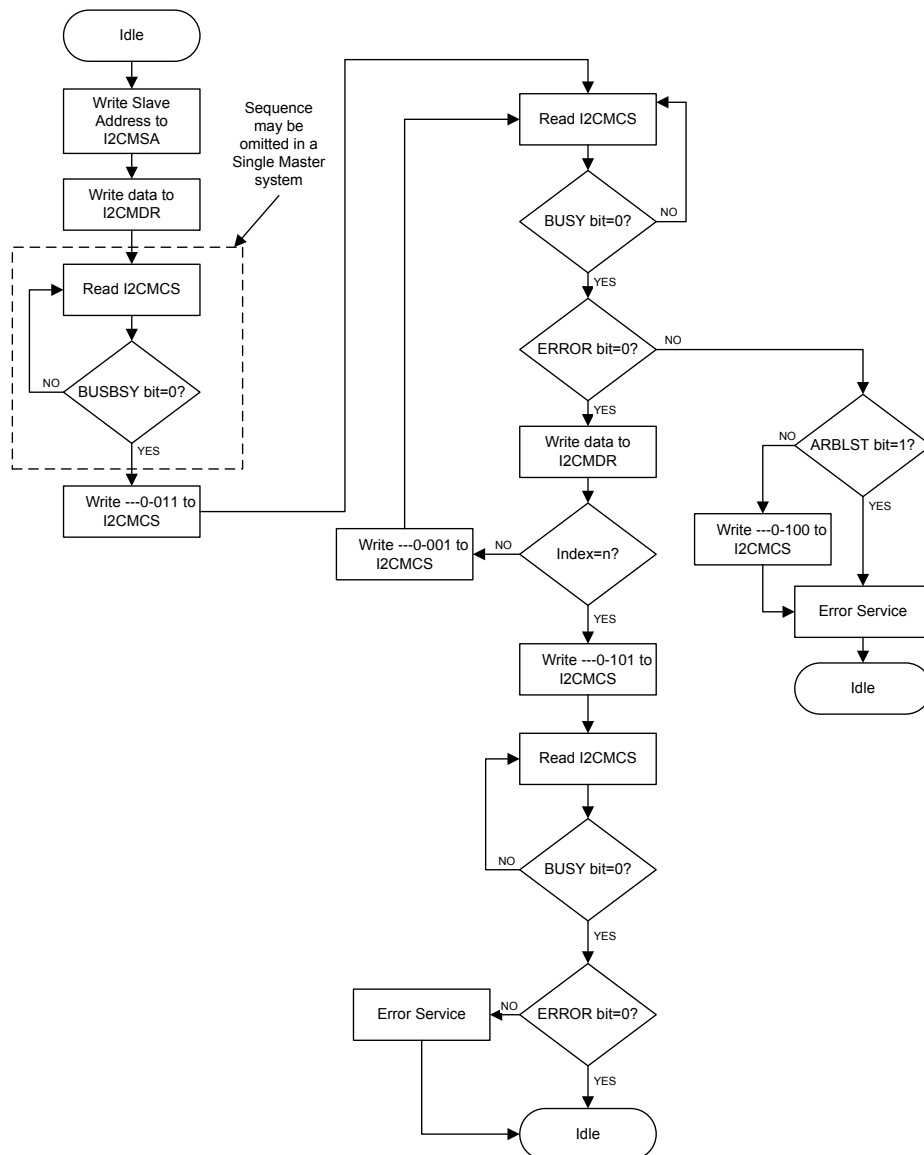 Idle
Write Slave
Address to
I2CMSA
Write data to
I2CMDR
Sequence
may be
omitted in a
Single Master
system
Read I2CMCS
BUSBSY bit=0?
NO
YES
Write ---0-011 to
I2CMCS
Read I2CMCS
BUSY bit=0?
NO
YES
ERROR bit=0?
NO
YES
Write data to
I2CMDR
ARBLST bit=1?
NO
YES
Write ---0-100 to
I2CMCS
Error Service
Idle
Index=n?
NO
Write ---0-001 to
I2CMCS
YES
Write ---0-101 to
I2CMCS
Read I2CMCS
BUSY bit=0?
NO
YES
ERROR bit=0?
NO
Error Service
YES
Idle